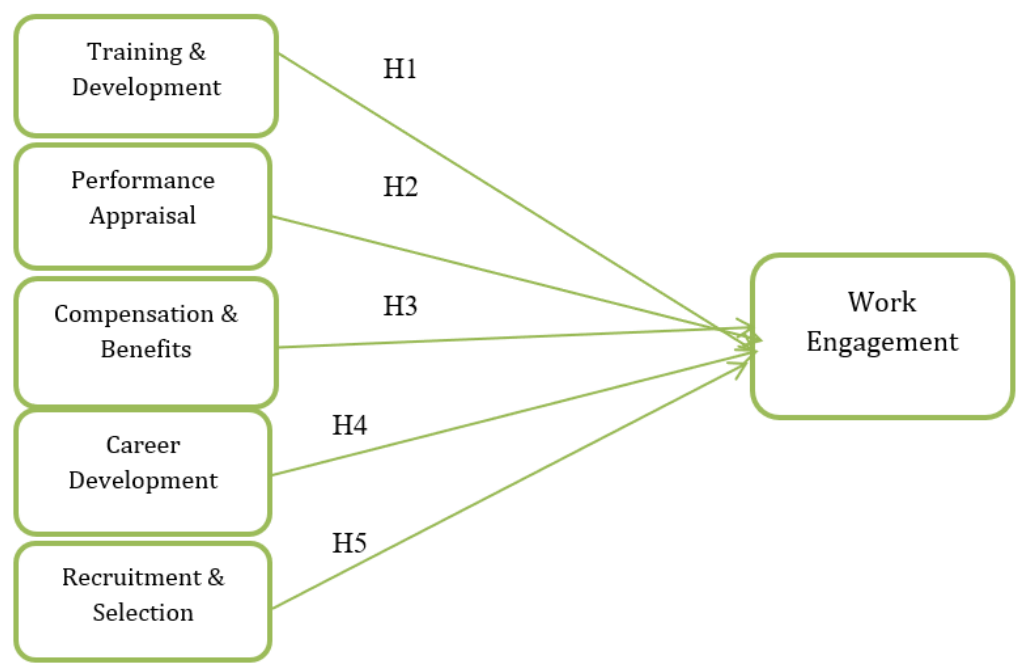 Training &
Development
H1
Performance
Appraisal
H2
Compensation &
Benefits
H3
Work
Engagement
Career
Development
H4
Recruitment &
Selection
H5